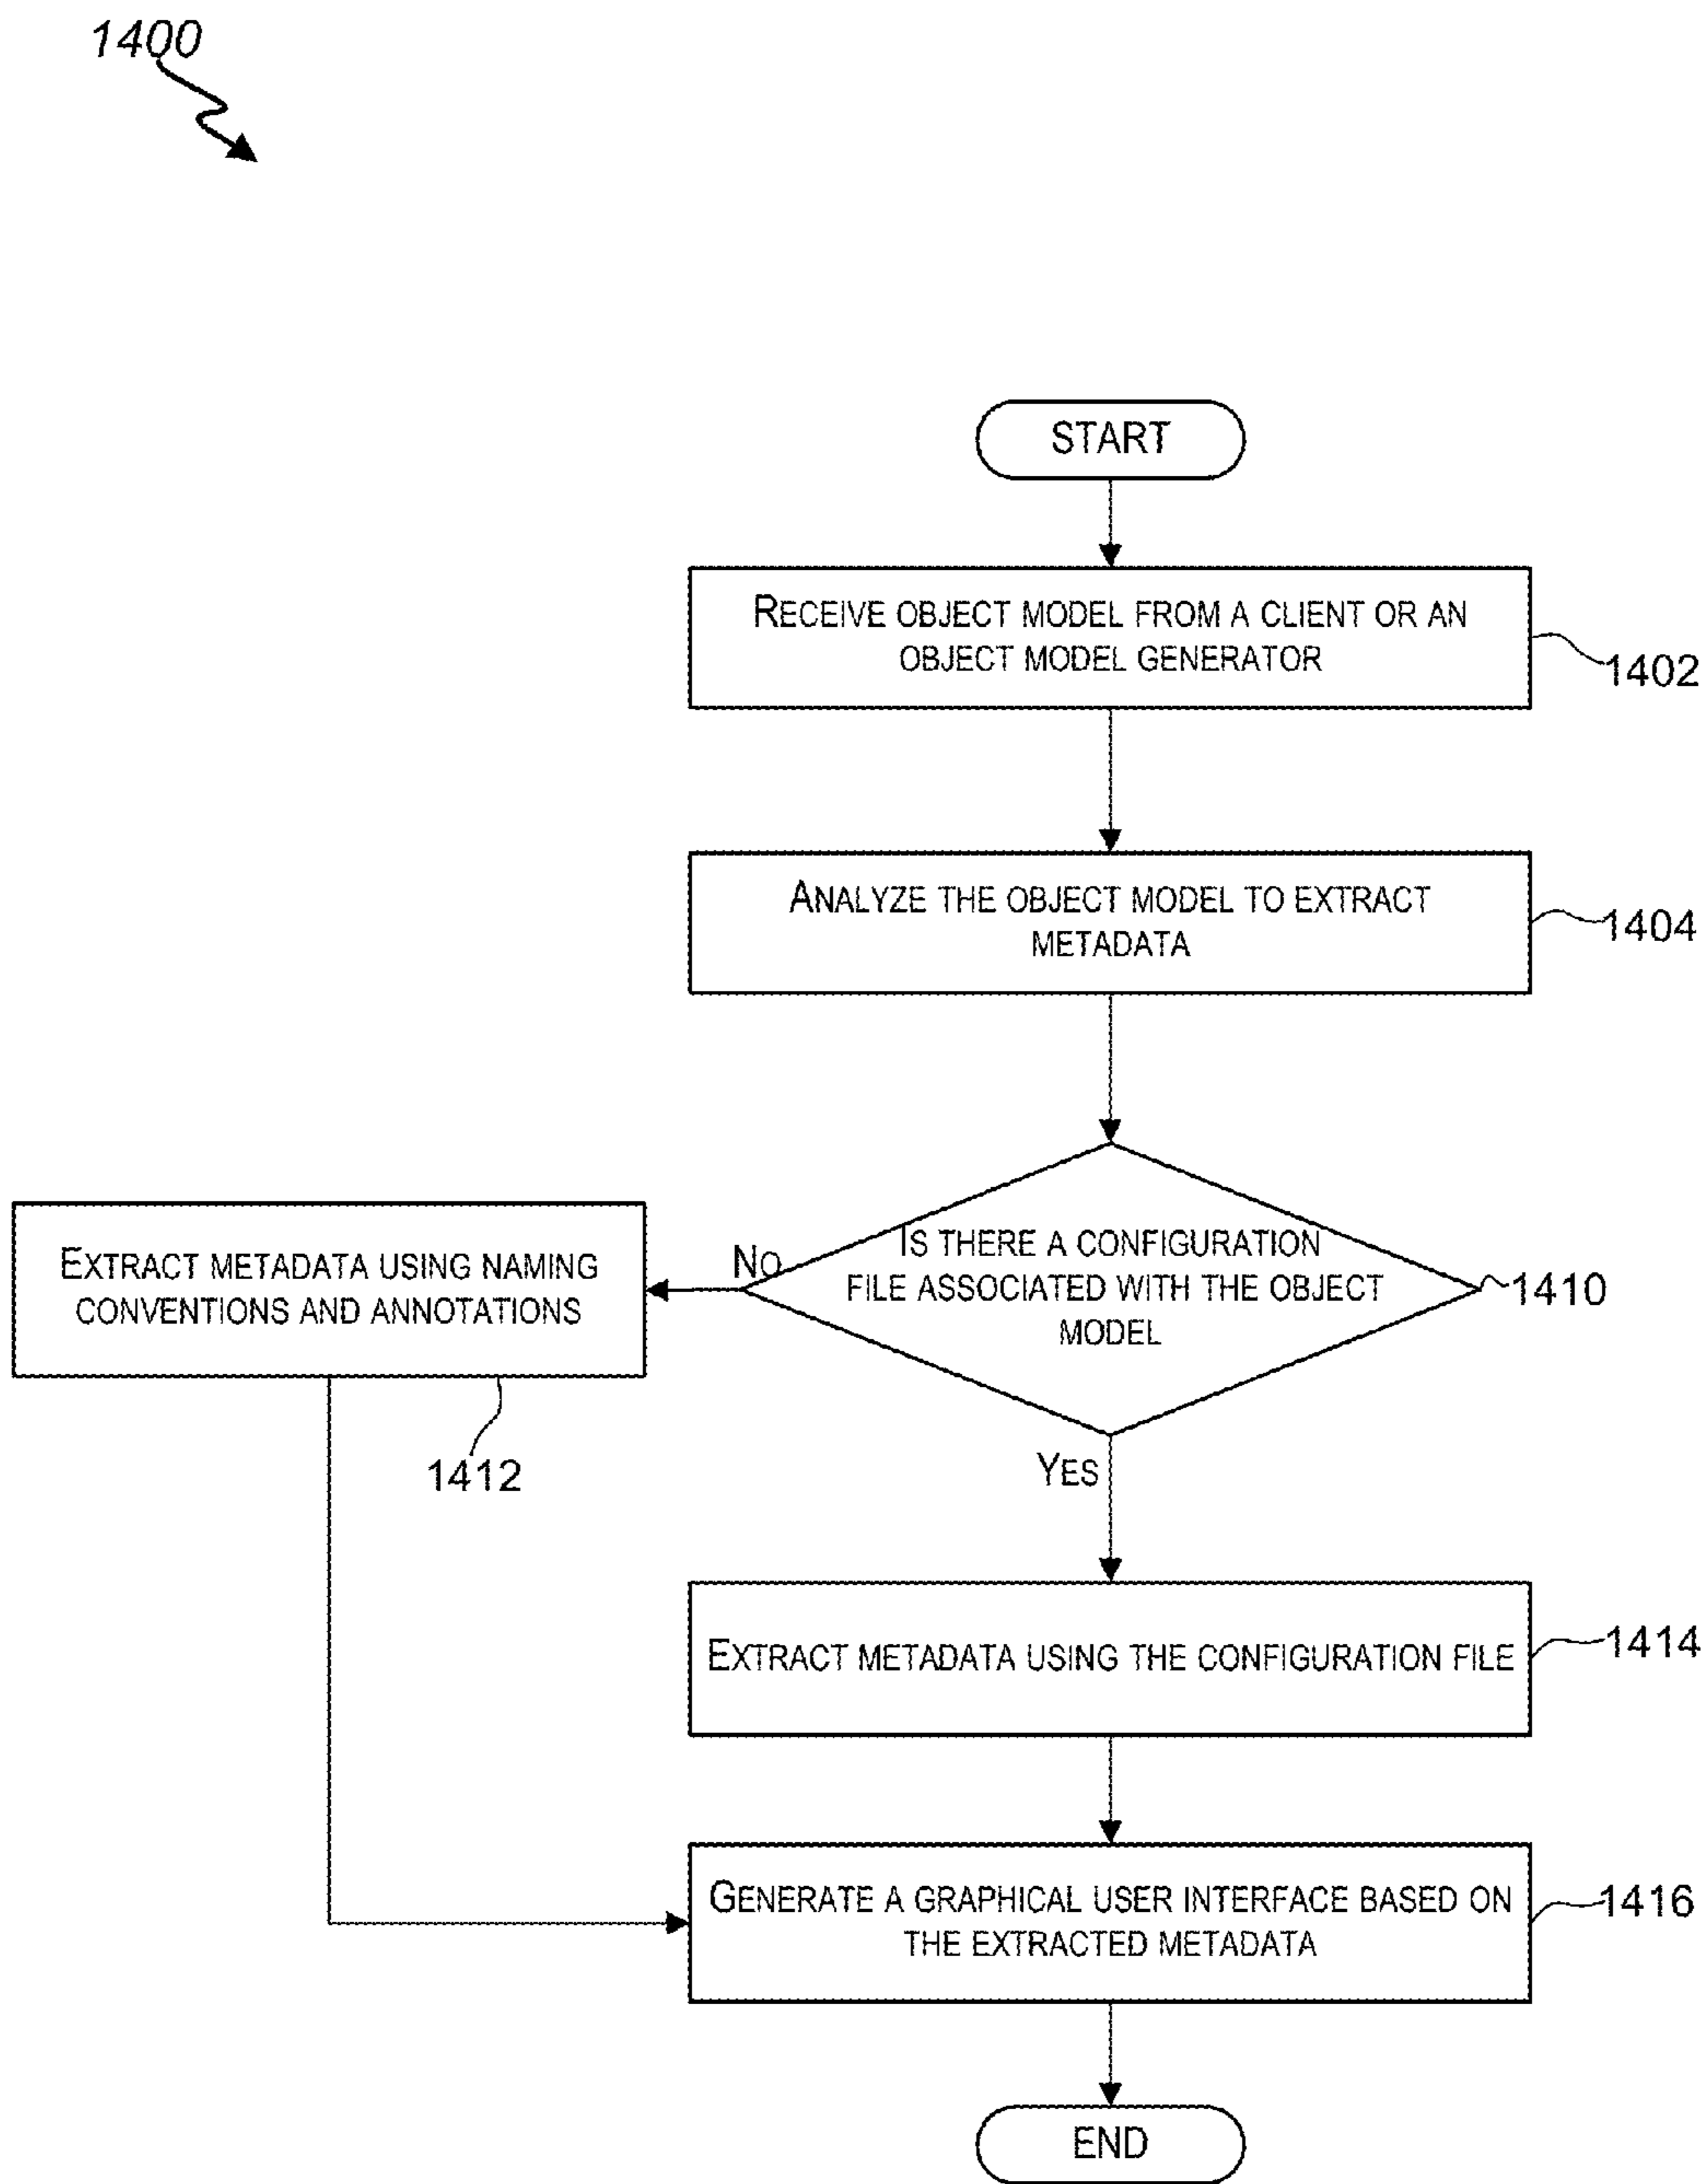 1400
START
RECEIVE OBJECT MODEL FROM A CLIENT OR AN
OBJECT MODEL GENERATOR
1402
ANALYZE THE OBJECT MODEL TO EXTRACT
METADATA
1404
IS THERE A CONFIGURATION
FILE ASSOCIATED WITH THE OBJECT
MODEL
1410
NO
EXTRACT METADATA USING NAMING
CONVENTIONS AND ANNOTATIONS
1412
YES
EXTRACT METADATA USING THE CONFIGURATION FILE
1414
GENERATE A GRAPHICAL USER INTERFACE BASED ON
THE EXTRACTED METADATA
1416
END